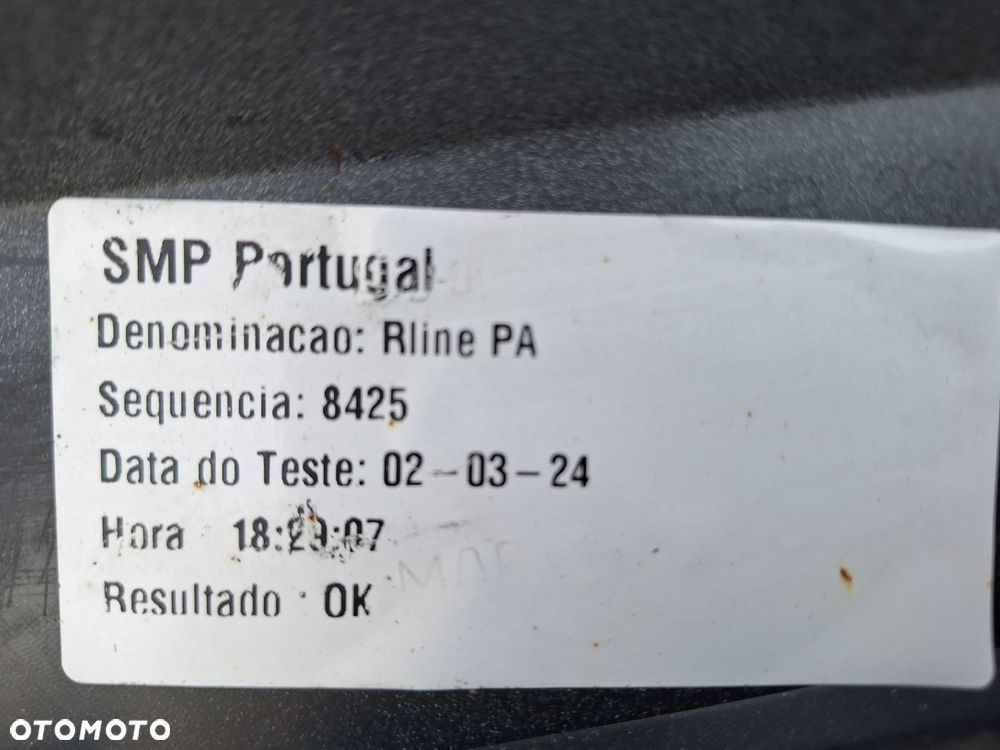 SMP Portugal
Denominacao: Rline PA
Sequencia: 8425
Data do Teste: 02-03-24
Hora 18:29:07
Resultado : OK
OTOMOTO